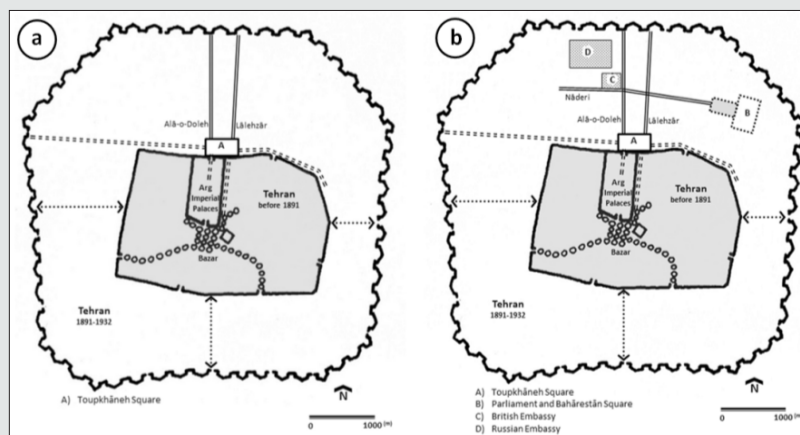 a
Alā-o-Doleh
Lālehzār
A
Arg
Imperial
Palaces
Tehran
before 1891
Bazar
Tehran
1891-1932
A) Toupkhāneh Square
N
0 1000 (m)
b
D
C
Nāderi
B
Alā-o-Doleh
Lālehzār
A
Arg
Imperial
Palaces
Tehran
before 1891
Bazar
Tehran
1891-1932
A) Toupkhāneh Square
B) Parliament and Bahārestān Square
C) British Embassy
D) Russian Embassy
N
0 1000 (m)